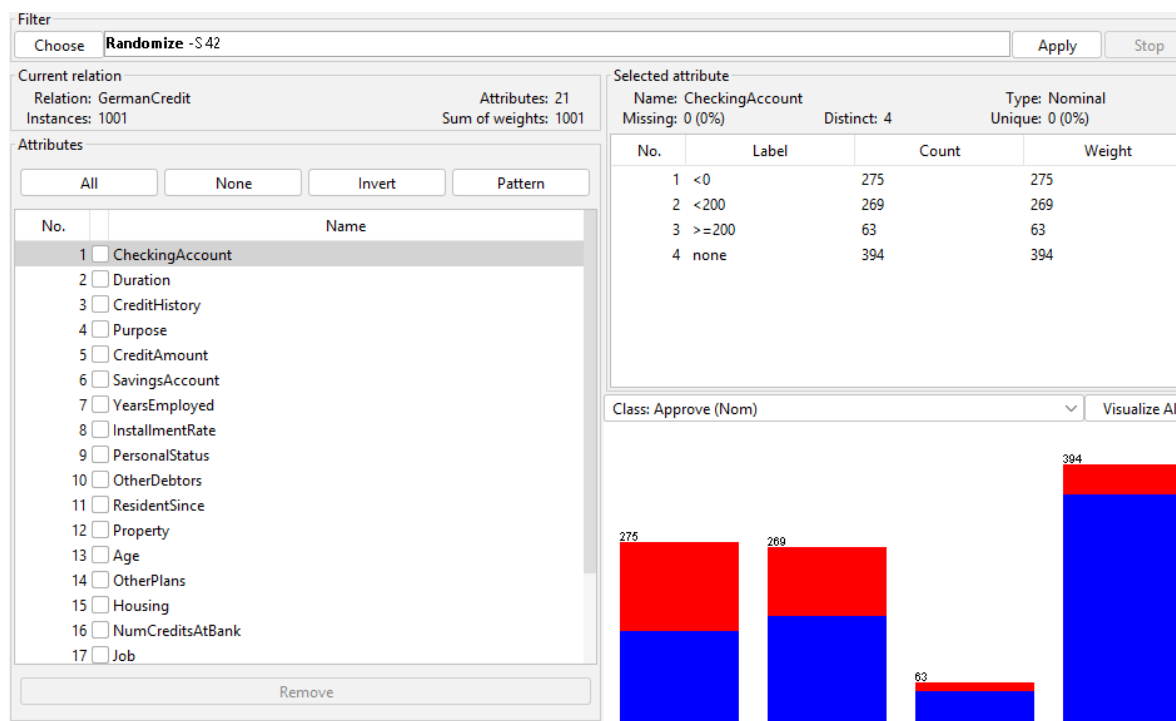 Filter
Choose Randomize -S 42 Apply Stop
Current relation
Relation: GermanCredit Attributes: 21
Instances: 1001 Sum of weights: 1001
Attributes
All None Invert Pattern
No. Name
1 CheckingAccount
2 Duration
3 CreditHistory
4 Purpose
5 CreditAmount
6 SavingsAccount
7 YearsEmployed
8 InstallmentRate
9 PersonalStatus
10 OtherDebtors
11 ResidentSince
12 Property
13 Age
14 OtherPlans
15 Housing
16 NumCreditsAtBank
17 Job
Remove
Selected attribute
Name: CheckingAccount Type: Nominal
Missing: 0 (0%) Distinct: 4 Unique: 0 (0%)
No. Label Count Weight
1 <0 275 275
2 <200 269 269
3 >=200 63 63
4 none 394 394
Class: Approve (Nom) Visualize Al
275 269 63 394